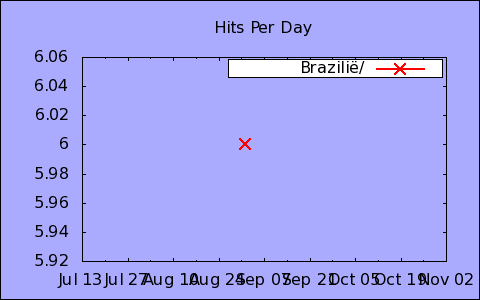 Hits Per Day
Brazilië/
6.06
6.04
6.02
6
5.98
5.96
5.94
5.92
Jul 13 Jul 27 Aug 10 Aug 24 Sep 07 Sep 21 Oct 05 Oct 19 Nov 02